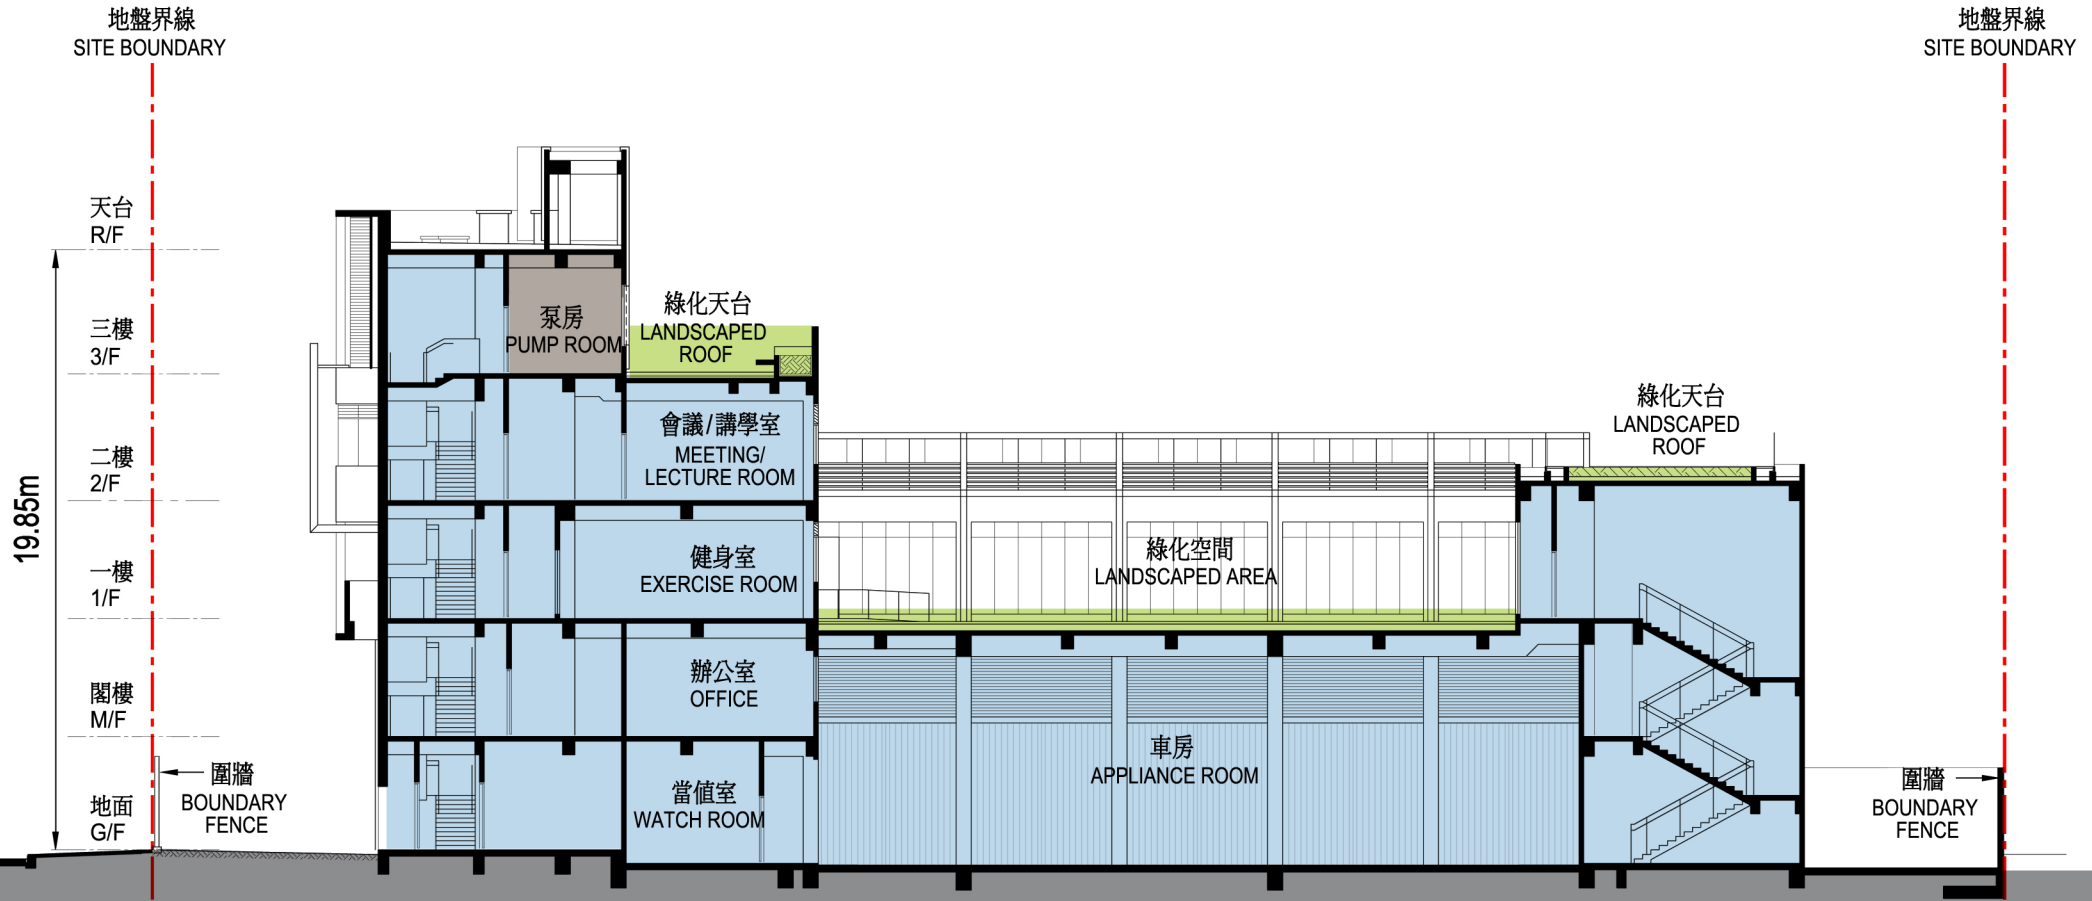 地盤界線
SITE BOUNDARY
地盤界線
SITE BOUNDARY
天台
R/F
三樓
3/F
二樓
2/F
一樓
1/F
閣樓
M/F
地面
G/F
19.85m
圍牆
BOUNDARY
FENCE
泵房
PUMP ROOM
綠化天台
LANDSCAPED
ROOF
會議/講學室
MEETING/
LECTURE ROOM
健身室
EXERCISE ROOM
辦公室
OFFICE
當值室
WATCH ROOM
綠化空間
LANDSCAPED AREA
車房
APPLIANCE ROOM
綠化天台
LANDSCAPED
ROOF
圍牆
BOUNDARY
FENCE